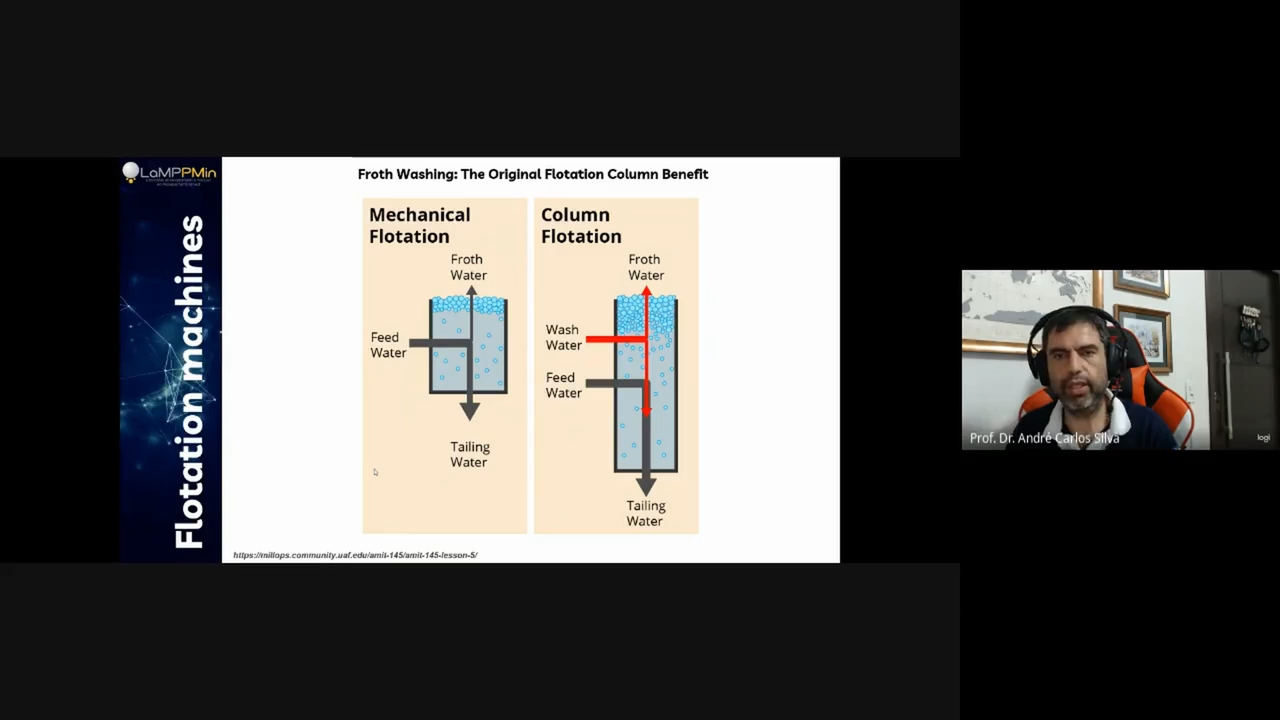 LaMPPMin
Flotation machines
Froth Washing: The Original Flotation Column Benefit
Mechanical
Flotation
Froth
Water
Feed
Water
Tailing
Water
Column
Flotation
Froth
Water
Wash
Water
Feed
Water
Tailing
Water
https://millops.community.uaf.edu/amit-145/amit-145-lesson-5/
Prof. Dr. André Carlos Silva
logi